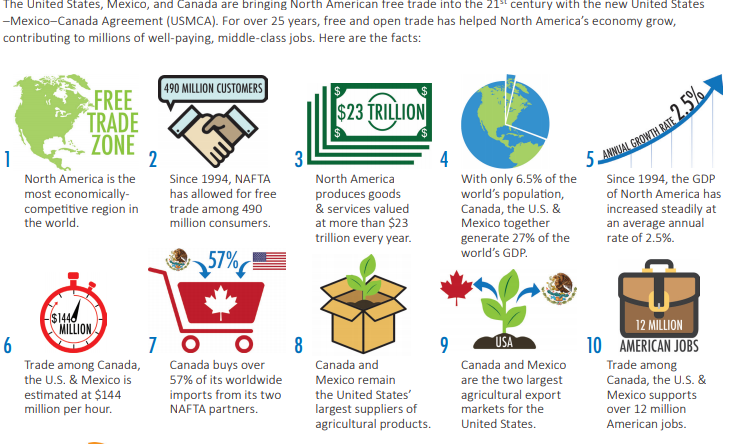 The United States, Mexico, and Canada are bringing North American free trade into the 21st century with the new United States
–Mexico–Canada Agreement (USMCA). For over 25 years, free and open trade has helped North America's economy grow,
contributing to millions of well-paying, middle-class jobs. Here are the facts:
FREE
TRADE
ZONE
1
North America is the
most economically-
competitive region in
the world.
490 MILLION CUSTOMERS
2
Since 1994, NAFTA
has allowed for free
trade among 490
million consumers.
$ $
$23 TRILLION
$ $
3
North America
produces goods
& services valued
at more than $23
trillion every year.
4
With only 6.5% of the
world's population,
Canada, the U.S. &
Mexico together
generate 27% of the
world's GDP.
ANNUAL GROWTH RATE 2.5%
5
Since 1994, the GDP
of North America has
increased steadily at
an average annual
rate of 2.5%.
$144
MILLION
6
Trade among Canada,
the U.S. & Mexico is
estimated at $144
million per hour.
57%
7
Canada buys over
57% of its worldwide
imports from its two
NAFTA partners.
8
Canada and
Mexico remain
the United States'
largest suppliers of
agricultural products.
USA
9
Canada and Mexico
are the two largest
agricultural export
markets for the
United States.
12 MILLION
10 AMERICAN JOBS
Trade among
Canada, the U.S. &
Mexico supports
over 12 million
American jobs.